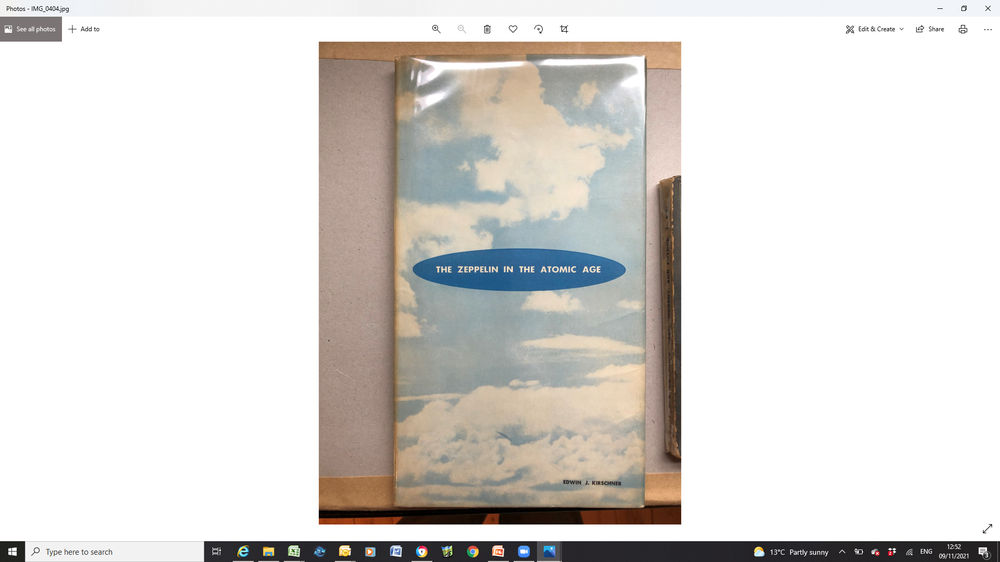 Photos - IMG_0404.jpg
See all photos
Add to
Edit & Create
Share
THE ZEPPELIN IN THE ATOMIC AGE
EDWIN J. KIRSCHNER
Type here to search
13°C Partly sunny
ENG
12:52
09/11/2021
3